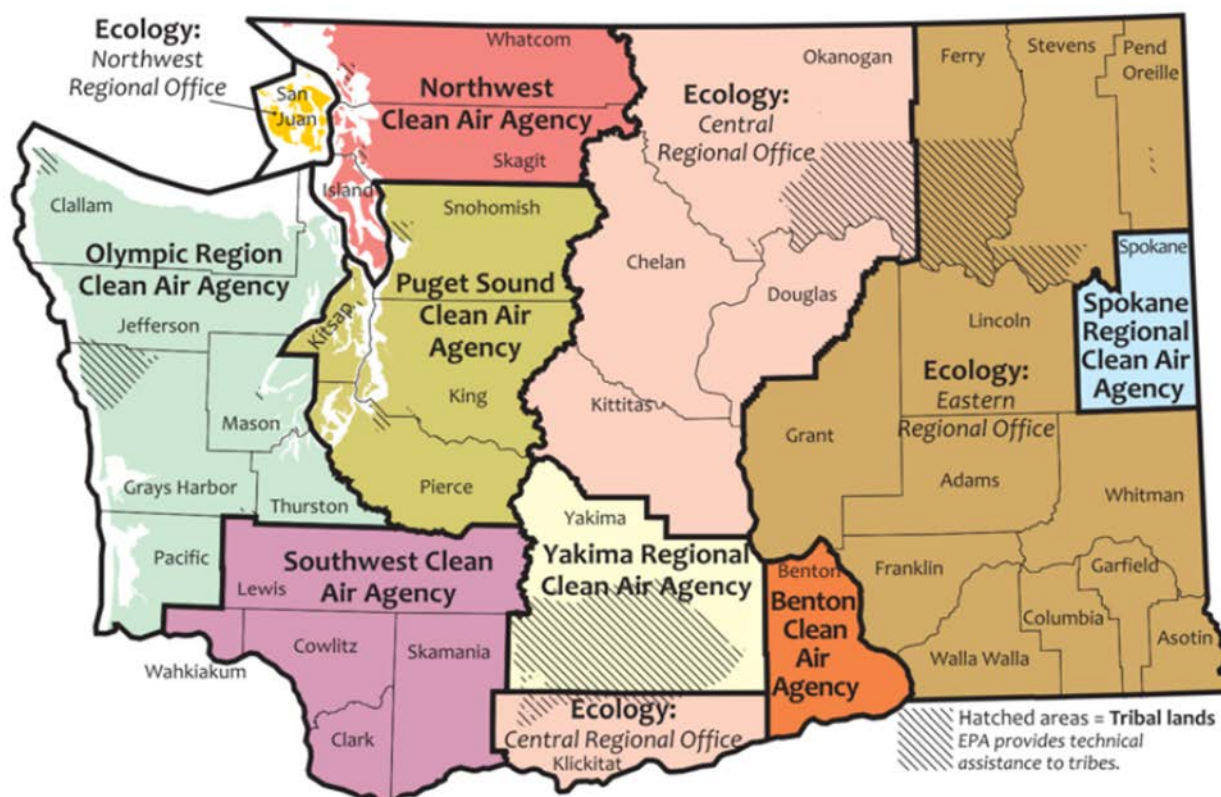 Ecology:
Northwest
Regional Office
San
Juan
Whatcom
Northwest
Clean Air Agency
Skagit
Island
Okanogan
Ecology:
Central
Regional Office
Chelan
Douglas
Kittitas
Ferry
Stevens
Pend
Oreille
Clallam
Olympic Region
Clean Air Agency
Jefferson
Mason
Grays Harbor
Thurston
Pacific
Snohomish
Puget Sound
Clean Air
Agency
Kitsap
King
Pierce
Spokane
Spokane
Regional
Clean Air
Agency
Lincoln
Ecology:
Eastern
Regional Office
Grant
Adams
Whitman
Franklin
Garfield
Columbia
Walla Walla
Asotin
Southwest Clean
Air Agency
Lewis
Wahkiakum
Cowlitz
Skamania
Clark
Yakima
Yakima Regional
Clean Air Agency
Benton
Benton
Clean
Air
Agency
Ecology:
Central Regional Office
Klickitat
Hatched areas = Tribal lands
EPA provides technical
assistance to tribes.